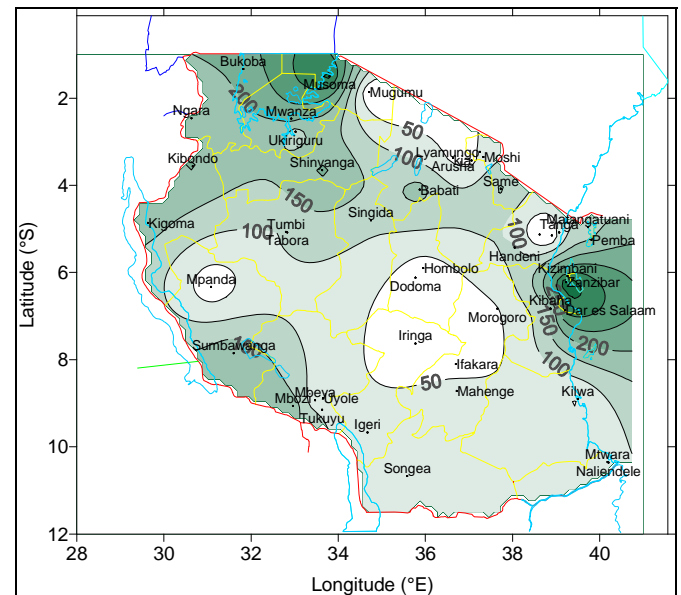 Bukoba
Musoma
2
200
Mugumu
Ngara
Mwanza
50
Ukiriguru
Kibondo
Shinyanga
100
Lyamungo
Moshi
Arusha
4
150
Babati
Same
Kigoma
Singida
100
Matangatuani
Tumbi
100
Tanga
Tabora
Pemba
Handeni
6
Mpanda
Hombolo
Kizimbani
Dodoma
Zanzibar
Kibaha
Morogoro
Dar es Salaam
150
Iringa
200
Sumbawanga
100
8
Ifakara
100
50
Mbeya
Mahenge
Kilwa
Mbozi
Uyole
Tukuyu
Igeri
10
Mtwara
Songea
Naliendele
12
28
30
32
34
36
38
40
Latitude (°S)
Longitude (°E)